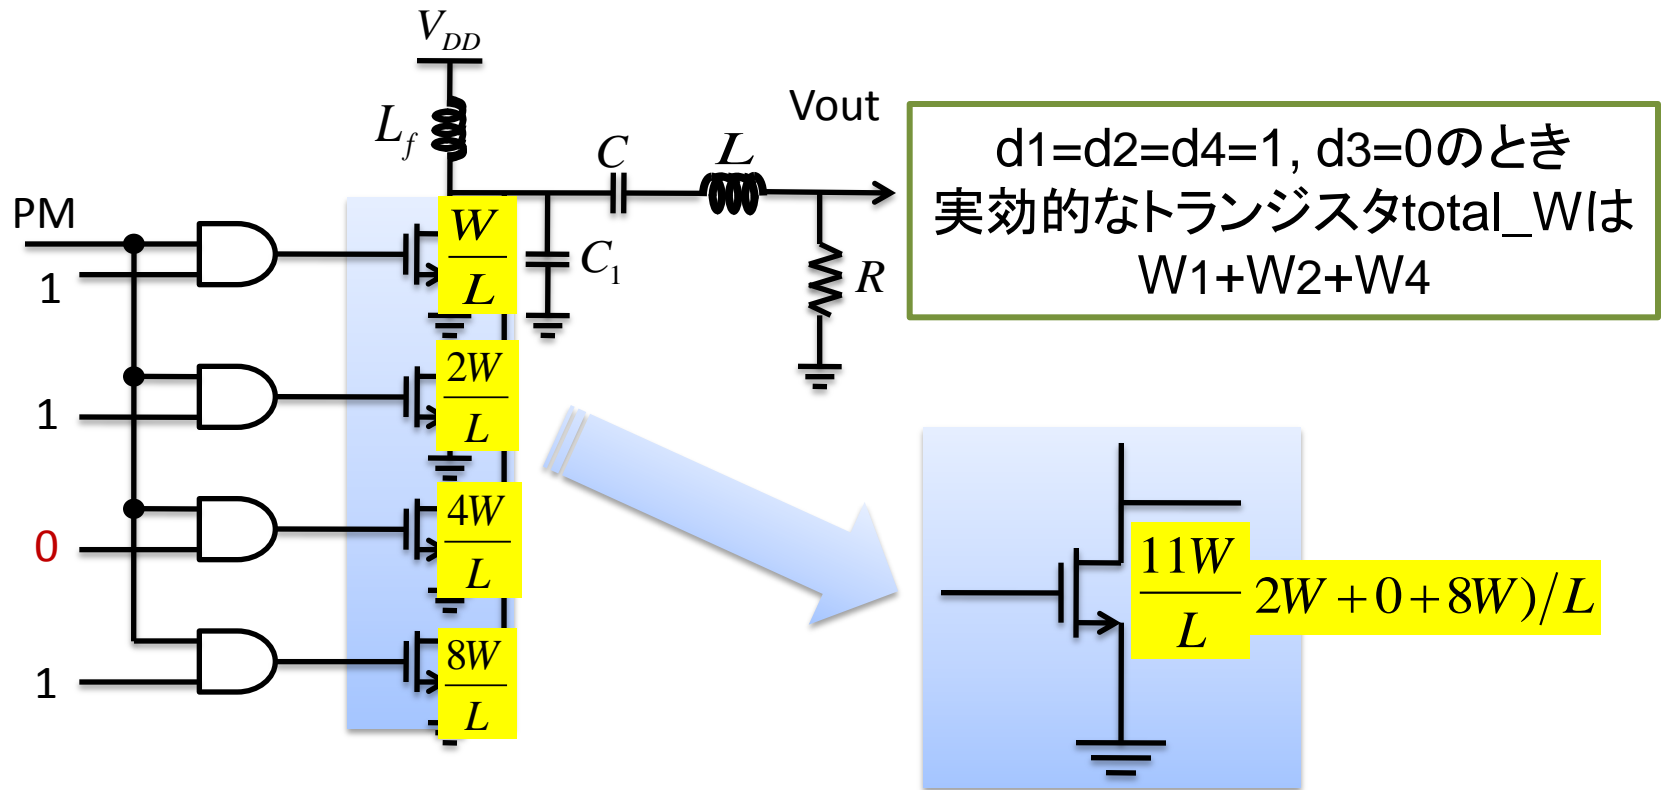 V_{DD}
L_f
C
L
Vout
PM
1
W/L
C_1
R
d1=d2=d4=1, d3=0のとき
実効的なトランジスタtotal_Wは
W1+W2+W4
1
2W/L
0
4W/L
1
8W/L
11W/L
2W+0+8W)/L